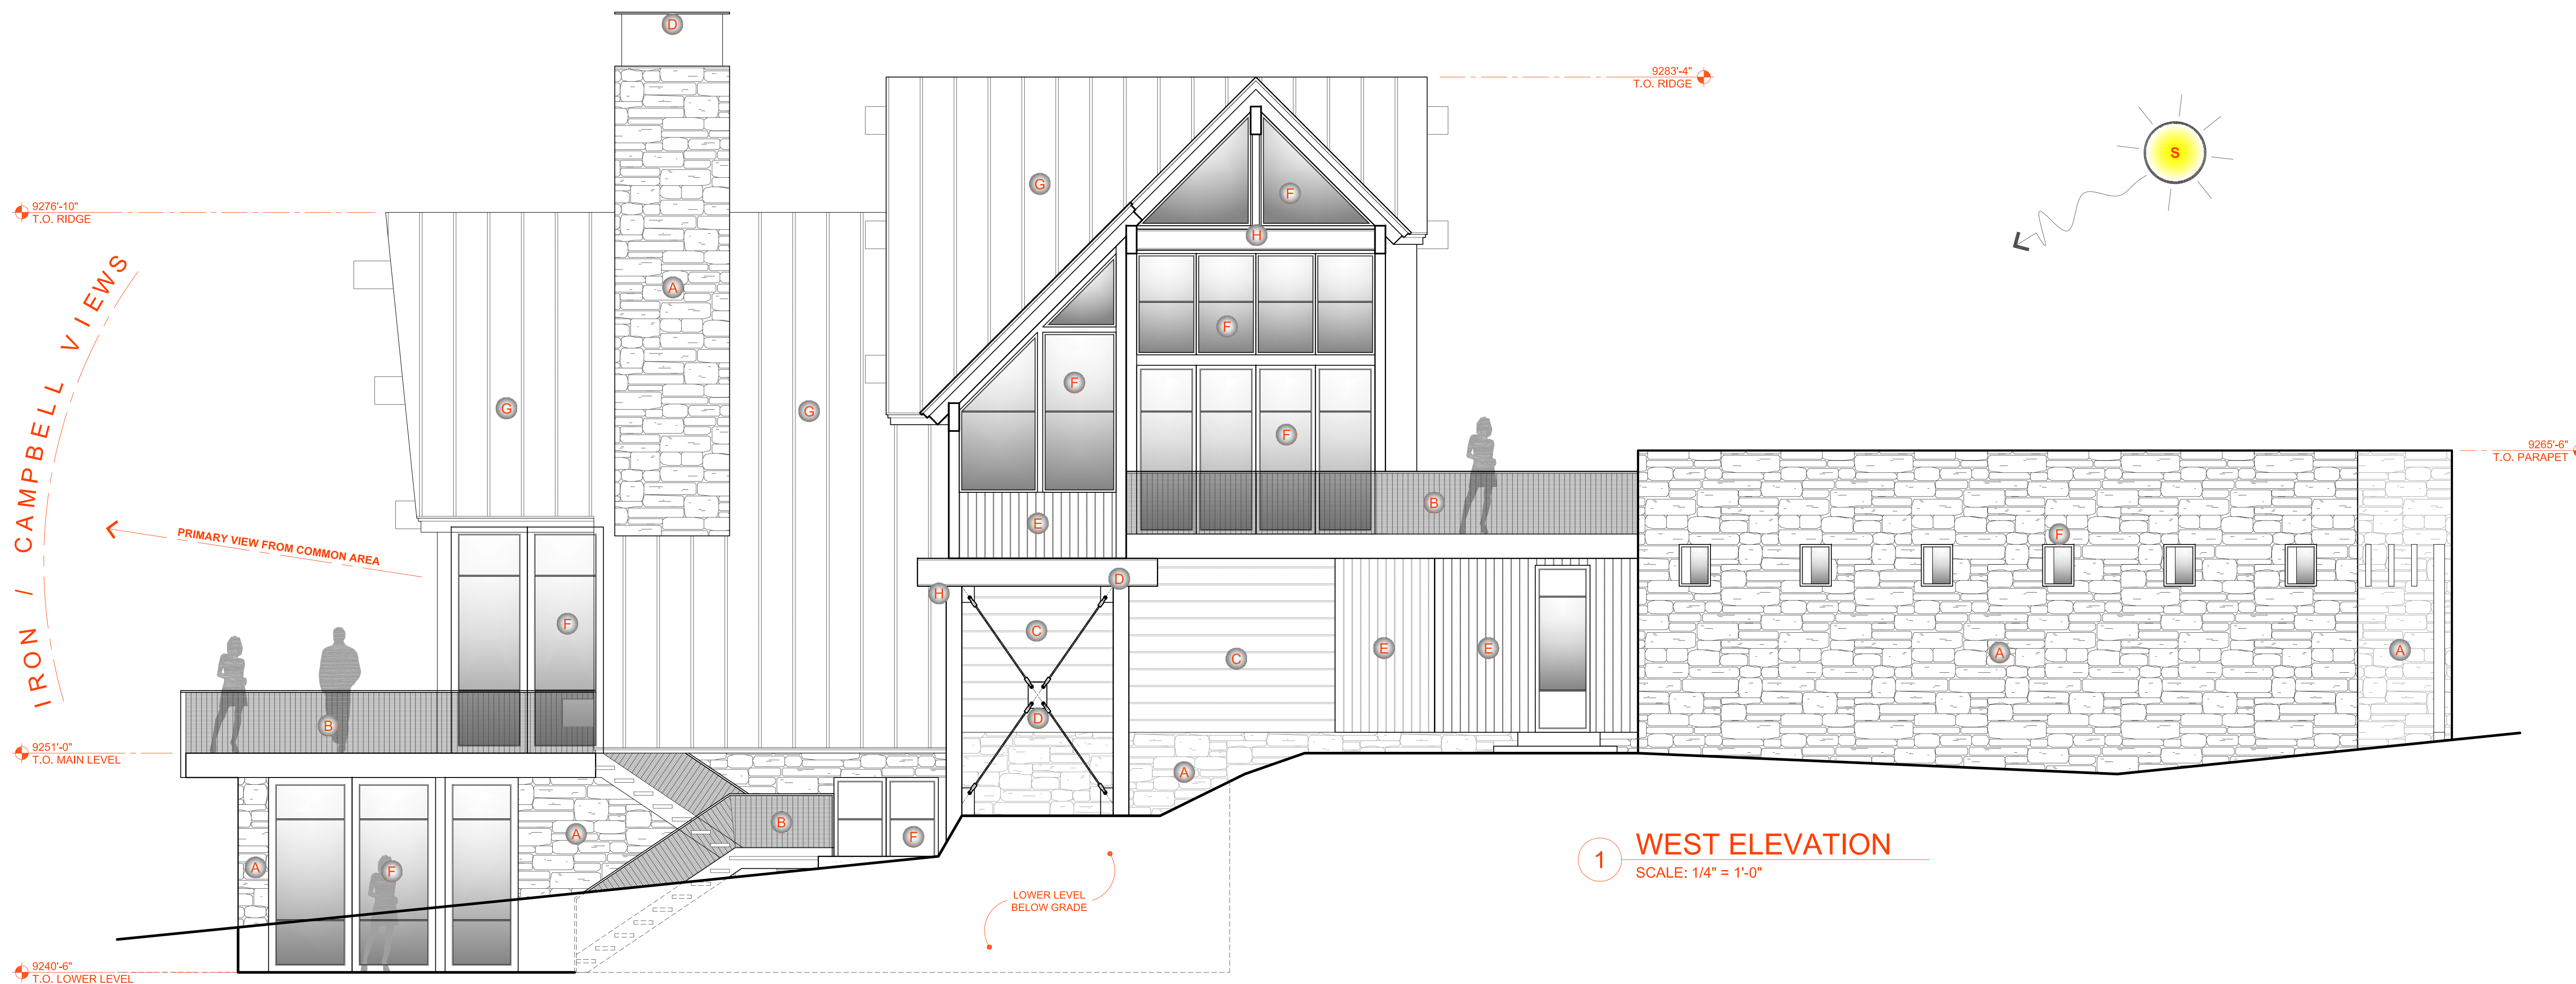 D
9283'-4"
T.O. RIDGE
S
G
F
9276'-10"
T.O. RIDGE
H
A
F
F
G
G
F
9265'-6"
T.O. PARAPET
IRON / CAMPBELL VIEWS
B
E
F
PRIMARY VIEW FROM COMMON AREA
D
H
F
C
C
E
E
A
A
D
B
9251'-0"
T.O. MAIN LEVEL
A
B
A
F
A
F
1
WEST ELEVATION
SCALE: 1/4" = 1'-0"
LOWER LEVEL
BELOW GRADE
9240'-6"
T.O. LOWER LEVEL